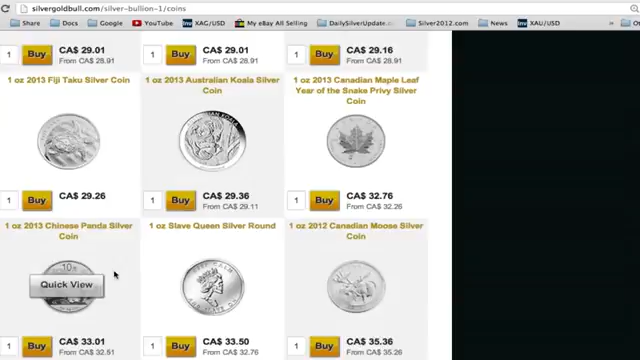 silvergoldbull.com/silver-bullion-1/coins
Share Docs Google YouTube XAG/USD My eBay All Selling DailySilverUpdate. Silver2012.com News XAU/USD
1 Buy CA$ 29.01 1 Buy CA$ 29.01 1 Buy CA$ 29.16
From CA$ 28.91 From CA$ 28.91 From CA$ 28.91
1 oz 2013 Fiji Taku Silver Coin
1 oz 2013 Australian Koala Silver
Coin
1 oz 2013 Canadian Maple Leaf
Year of the Snake Privy Silver
Coin
1 Buy CA$ 29.26
1 Buy CA$ 29.36
From CA$ 29.11
1 Buy CA$ 32.76
From CA$ 32.26
1 oz 2013 Chinese Panda Silver
Coin
1 oz Slave Queen Silver Round
1 oz 2012 Canadian Moose Silver
Coin
Quick View
1 Buy CA$ 33.01
From CA$ 32.51
1 Buy CA$ 33.50
From CA$ 32.76
1 Buy CA$ 35.36
From CA$ 35.26